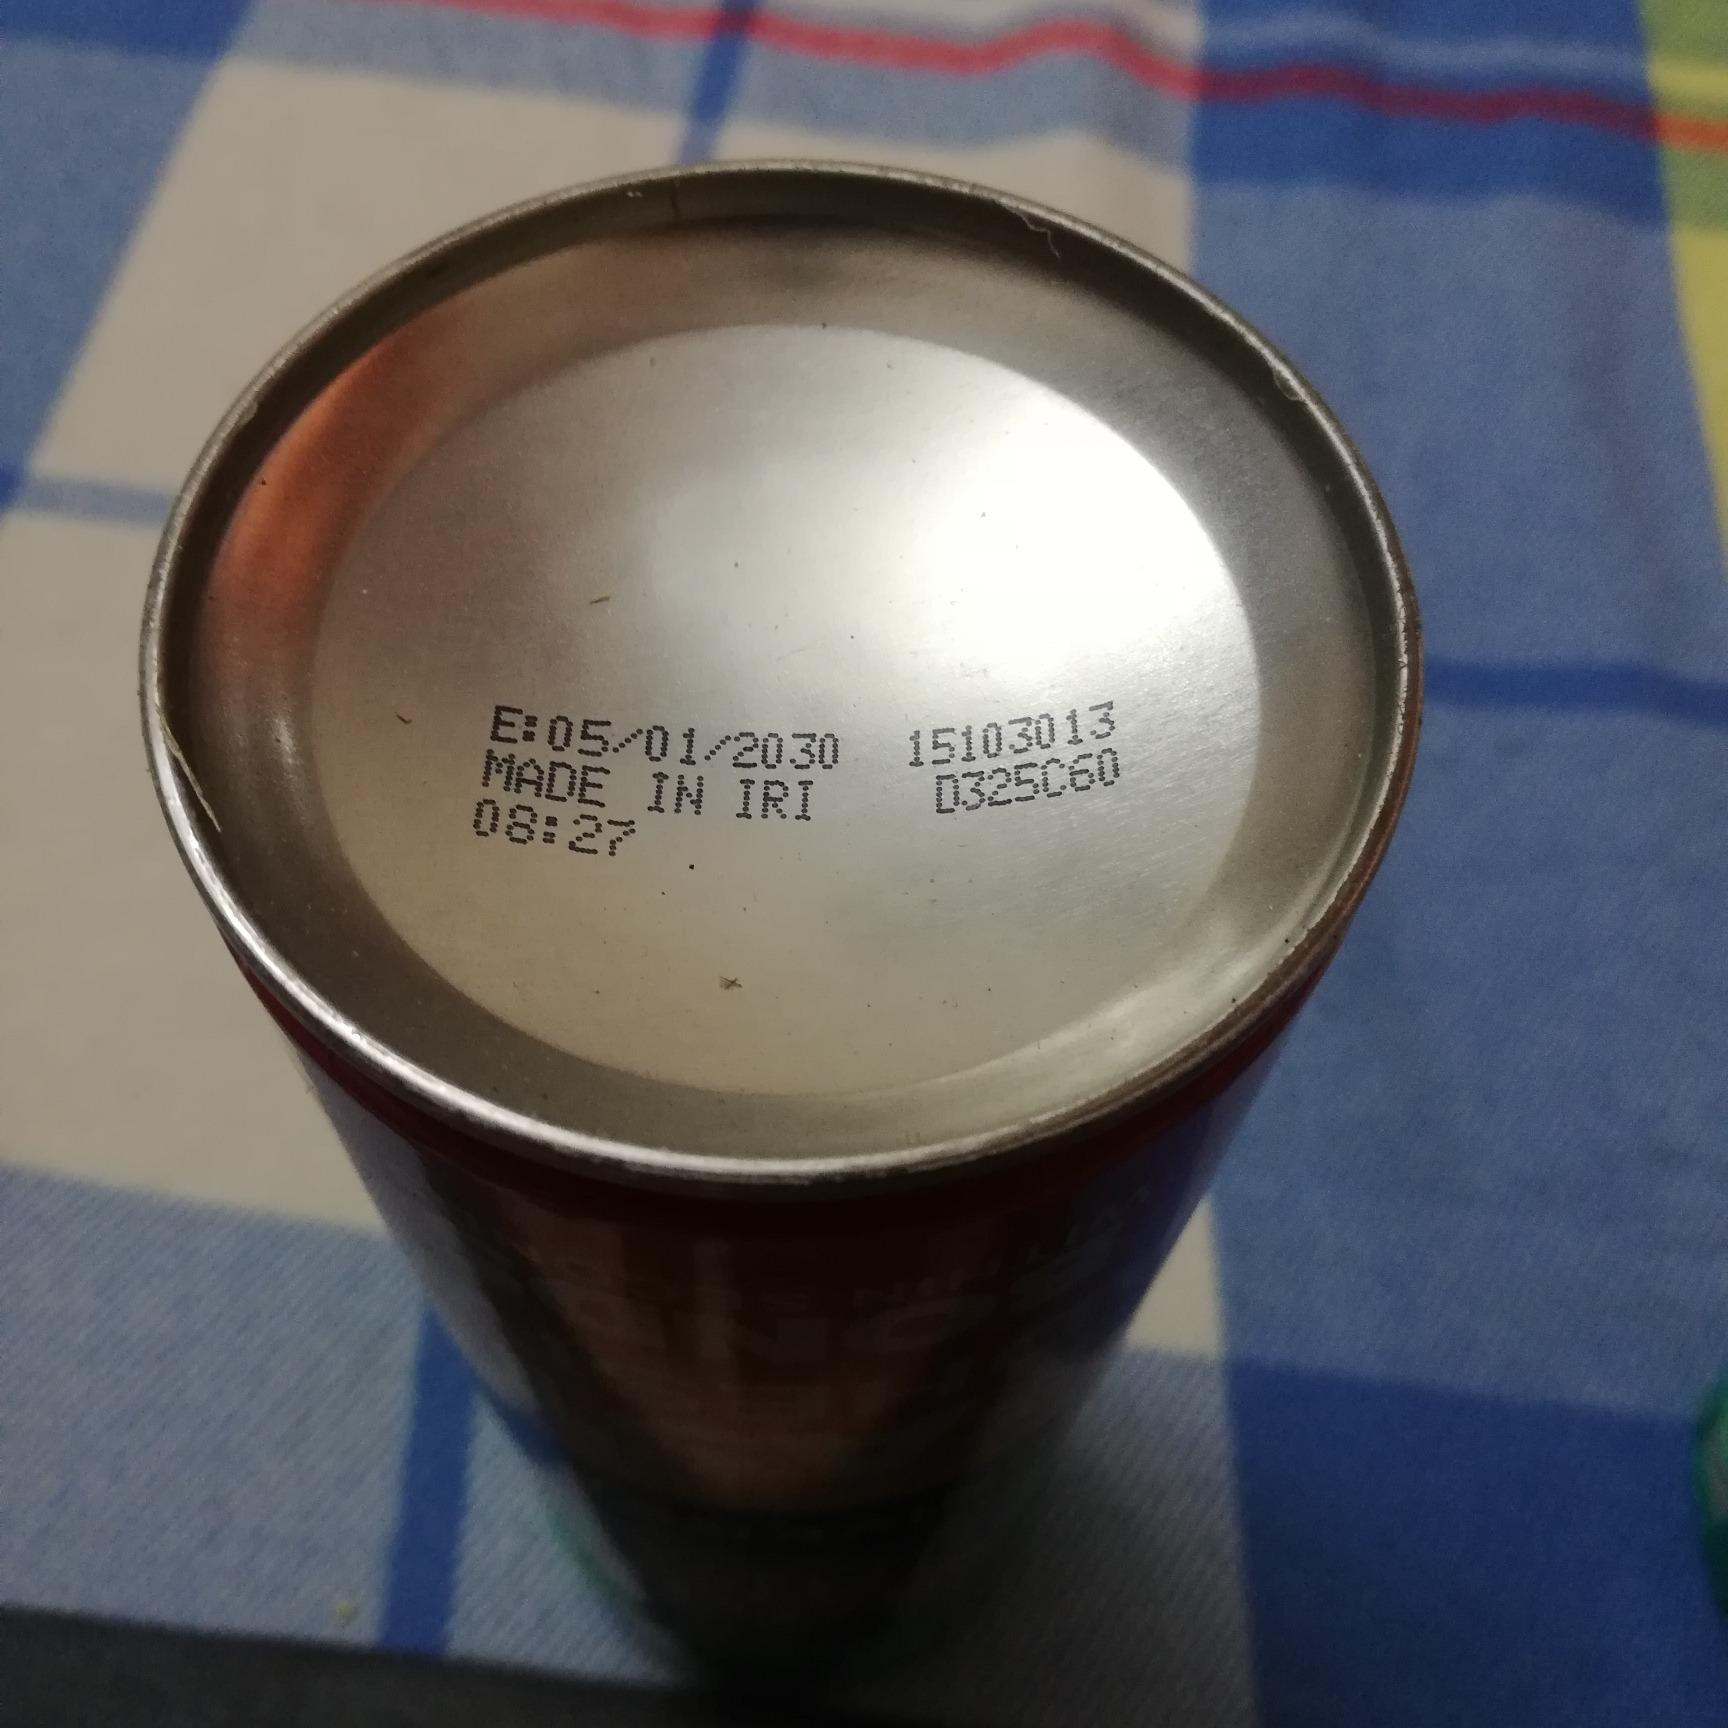 E:05/01/2030 15103013
MADE IN IRI D325C60
08:27